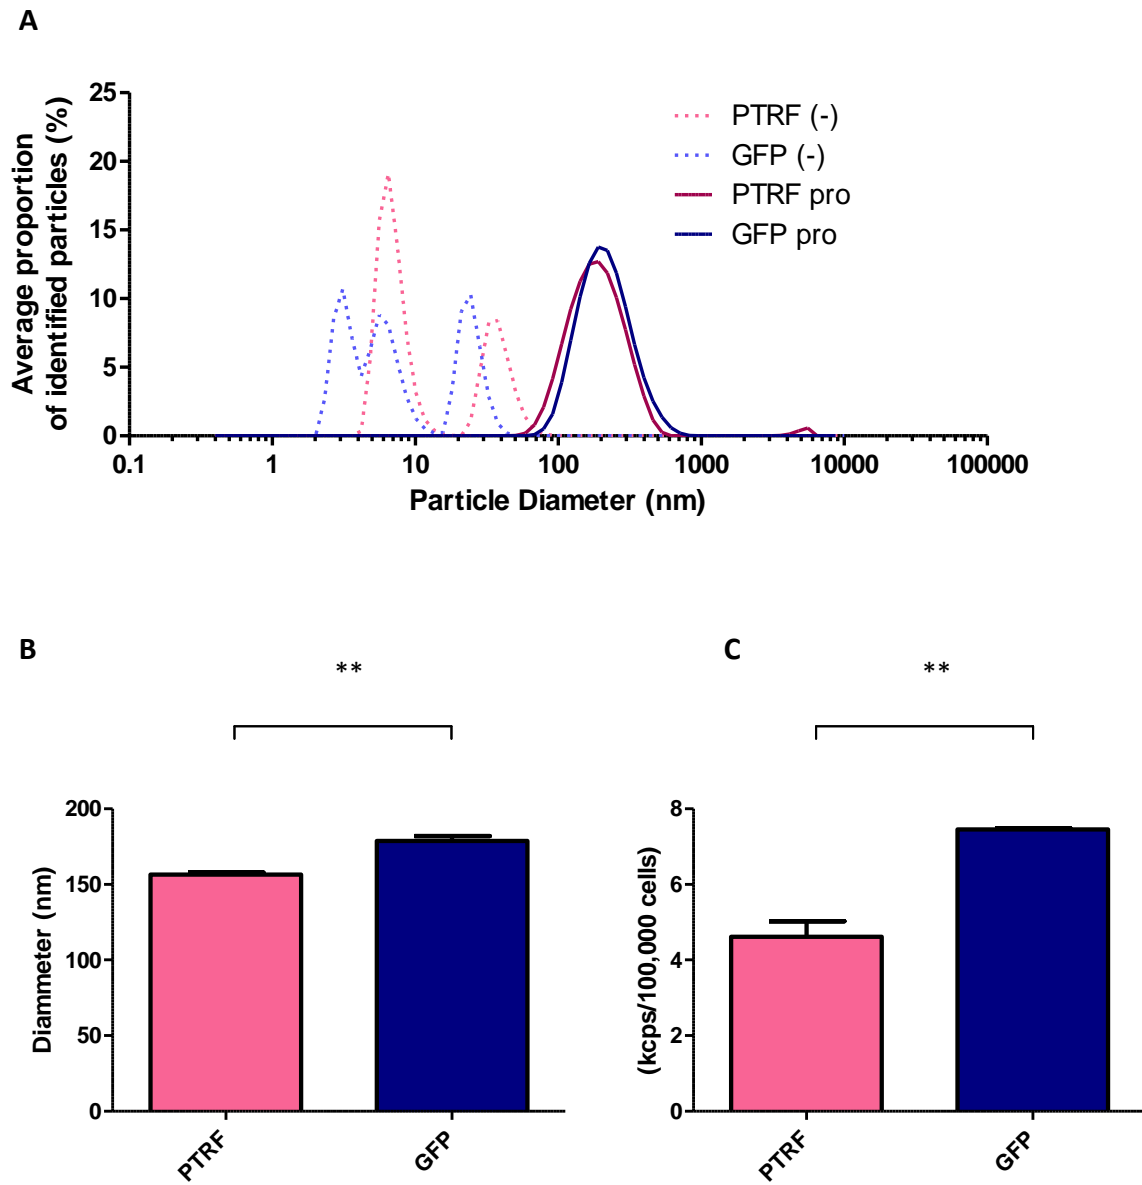 A
Average proportion
of identified particles (%)
25
20
15
10
5
0
0.1 1 10 100 1000 10000 100000
Particle Diameter (nm)
PTRF (-)
GFP (-)
PTRF pro
GFP pro
B
**
Diammeter (nm)
200
150
100
50
0
PTRF GFP
C
**
(kcps/100,000 cells)
8
6
4
2
0
PTRF GFP